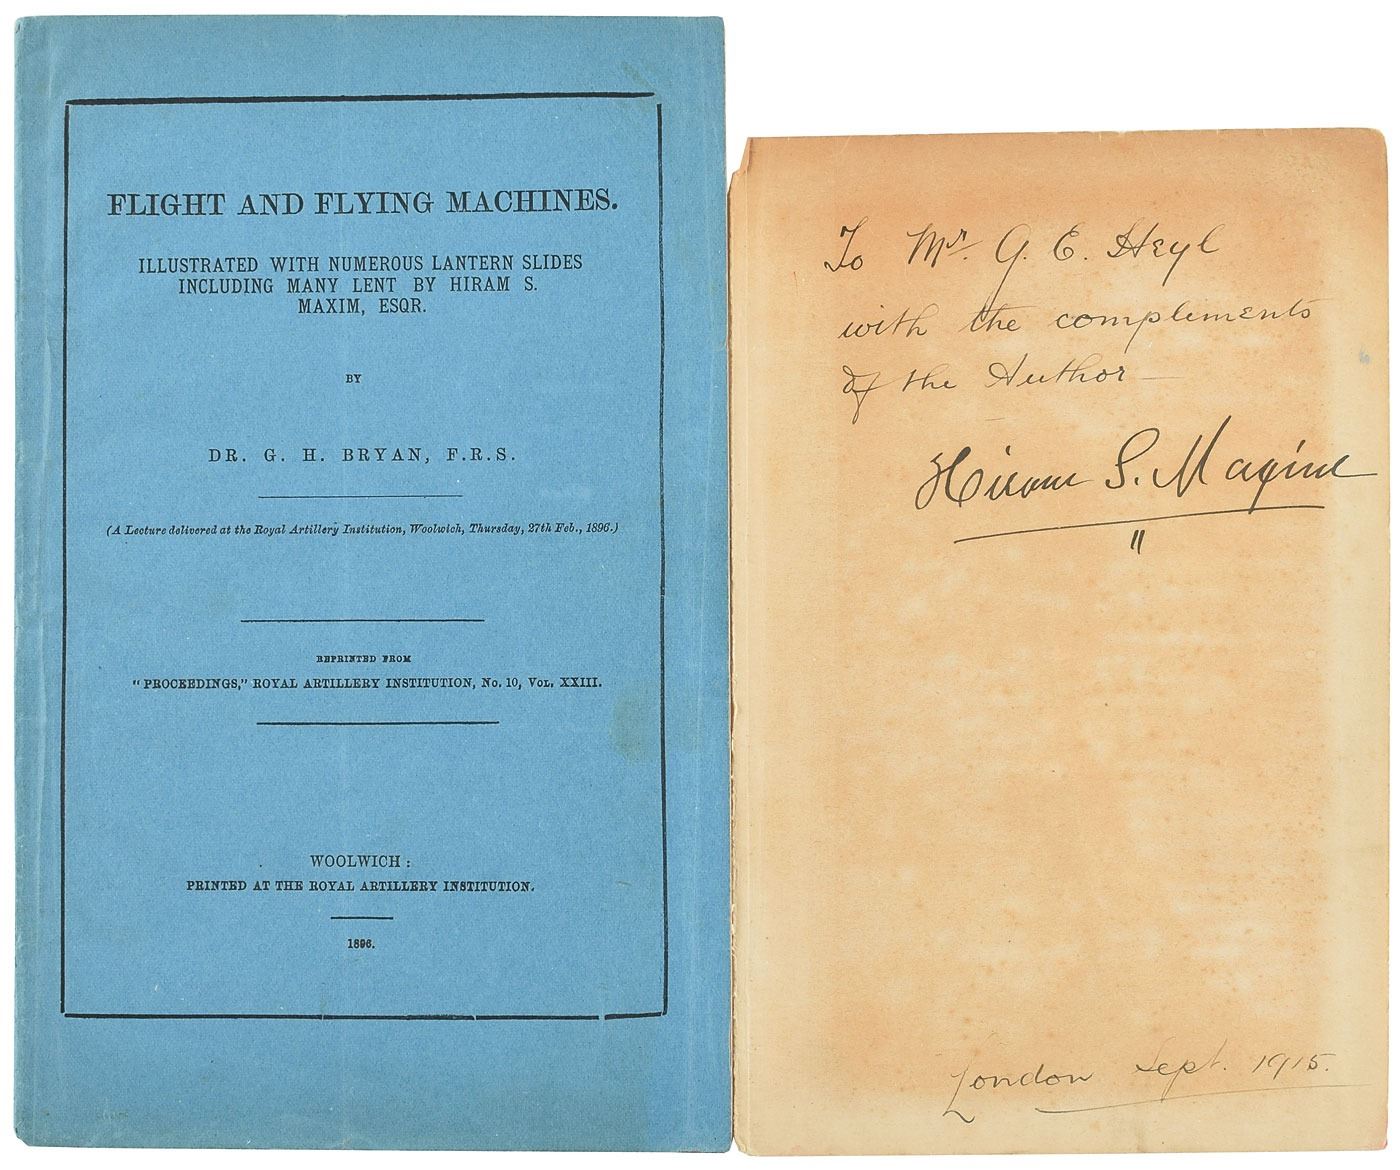 FLIGHT AND FLYING MACHINES.
ILLUSTRATED WITH NUMEROUS LANTERN SLIDES
INCLUDING MANY LENT BY HIRAM S.
MAXIM, ESQR.
BY
DR. G. H. BRYAN, F.R.S.
(A Lecture delivered at the Royal Artillery Institution, Woolwich, Thursday, 27th Feb., 1896.)
REPRINTED FROM
"PROCEEDINGS," ROYAL ARTILLERY INSTITUTION, No. 10, VOL. XXIII.
WOOLWICH:
PRINTED AT THE ROYAL ARTILLERY INSTITUTION.
1896.
To Mr. G. E. Heyl
with the compliments
of the Author—
Hiram S. Maxim
London Sept. 1915.